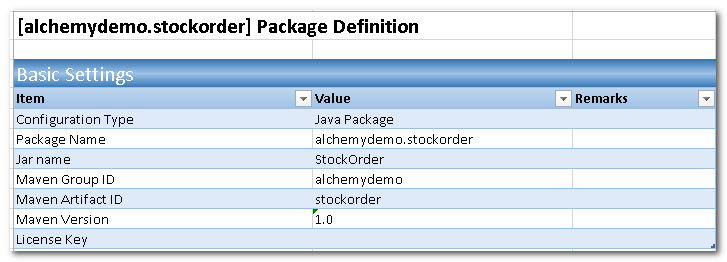 [alchemydemo.stockorder] Package Definition
Basic Settings
Item Value Remarks
Configuration Type Java Package
Package Name alchemydemo.stockorder
Jar name StockOrder
Maven Group ID alchemydemo
Maven Artifact ID stockorder
Maven Version 1.0
License Key